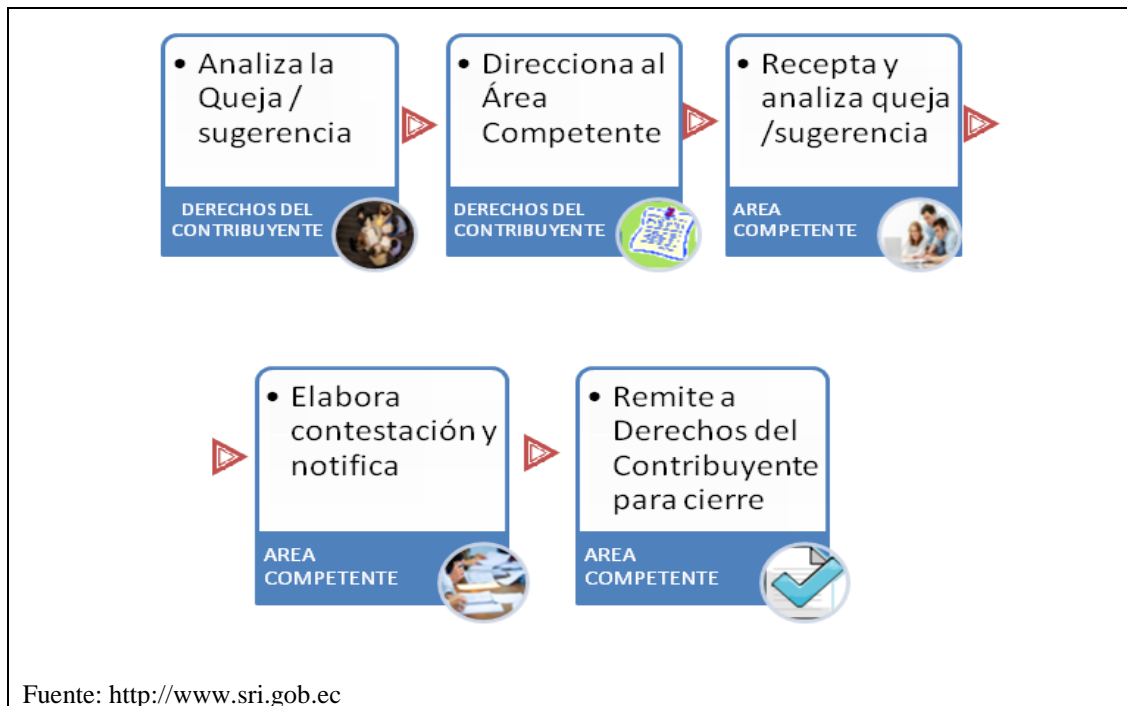 • Analiza la
Queja /
sugerencia
DERECHOS DEL
CONTRIBUYENTE
• Direcciona al
Área
Competente
DERECHOS DEL
CONTRIBUYENTE
• Recepta y
analiza queja
/sugerencia
AREA
COMPETENTE
• Elabora
contestación y
notifica
AREA
COMPETENTE
• Remite a
Derechos del
Contribuyente
para cierre
AREA
COMPETENTE
Fuente: http://www.sri.gob.ec